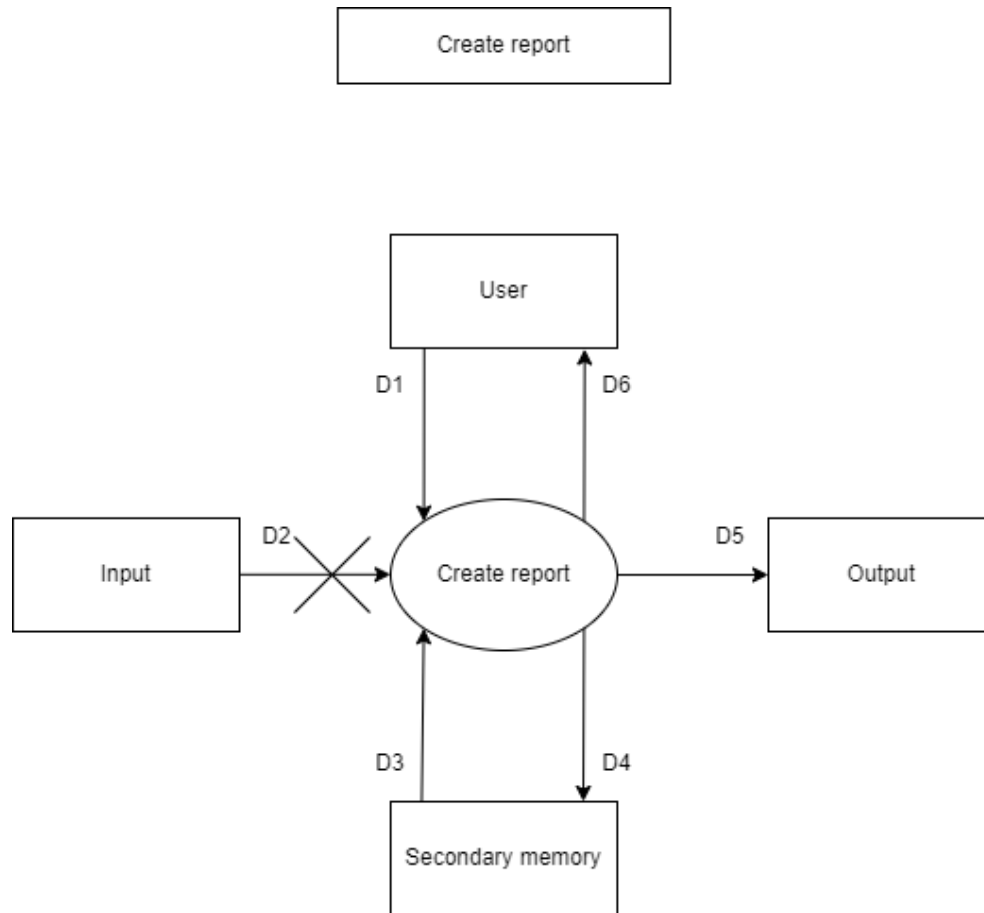 Create report
User
D1
D6
D2
D5
Input
Create report
Output
D3
D4
Secondary memory